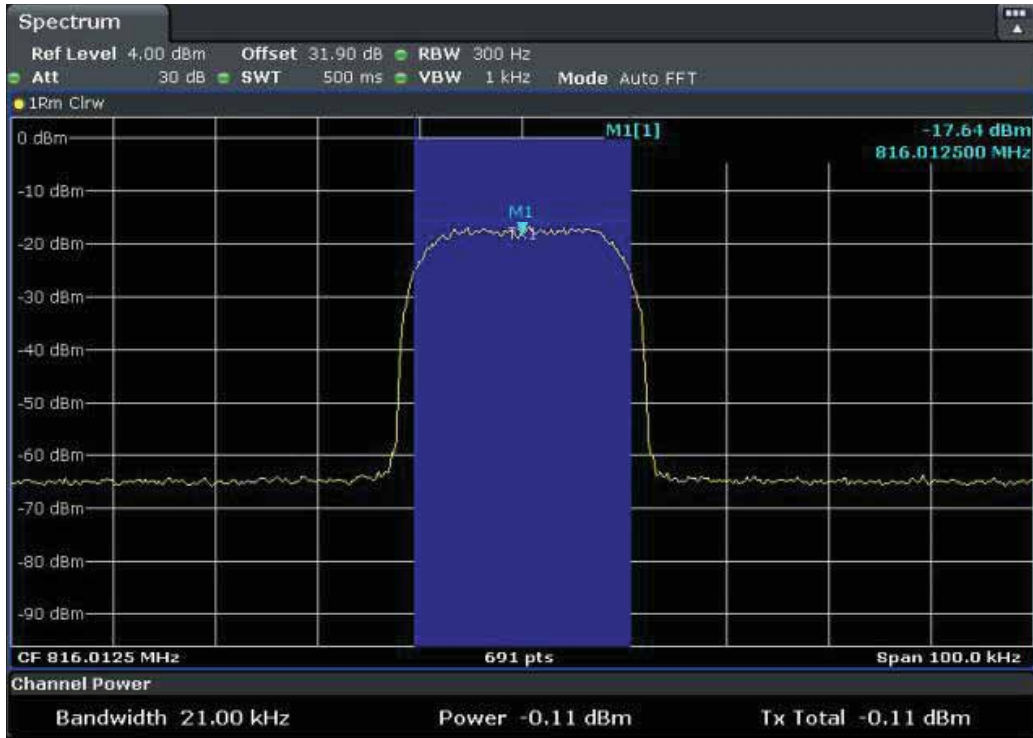 Spectrum
Ref Level 4.00 dBm Offset 31.90 dB RBW 300 Hz
Att 30 dB SWT 500 ms VBW 1 kHz Mode Auto FFT
1Rm Clrw
M1[1] -17.64 dBm
816.012500 MHz
0 dBm
-10 dBm
M1
-20 dBm
-30 dBm
-40 dBm
-50 dBm
-60 dBm
-70 dBm
-80 dBm
-90 dBm
CF 816.0125 MHz 691 pts Span 100.0 kHz
Channel Power
Bandwidth 21.00 kHz Power -0.11 dBm Tx Total -0.11 dBm